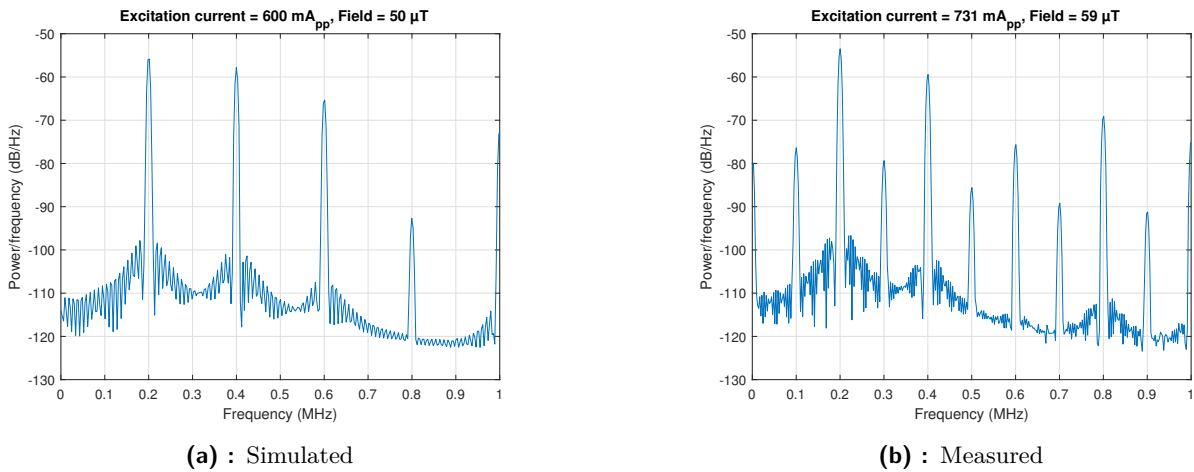 Excitation current = 600 mApp, Field = 50 μT
-50
-60
-70
-80
-90
-100
-110
-120
-130
Power/frequency (dB/Hz)
0 0.1 0.2 0.3 0.4 0.5 0.6 0.7 0.8 0.9 1
Frequency (MHz)
(a) : Simulated
Excitation current = 731 mApp, Field = 59 μT
-50
-60
-70
-80
-90
-100
-110
-120
-130
Power/frequency (dB/Hz)
0 0.1 0.2 0.3 0.4 0.5 0.6 0.7 0.8 0.9 1
Frequency (MHz)
(b) : Measured